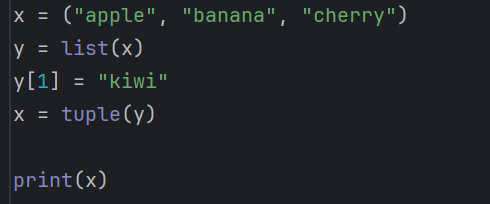 x = ("apple", "banana", "cherry")
y = list(x)
y[1] = "kiwi"
x = tuple(y)
print(x)